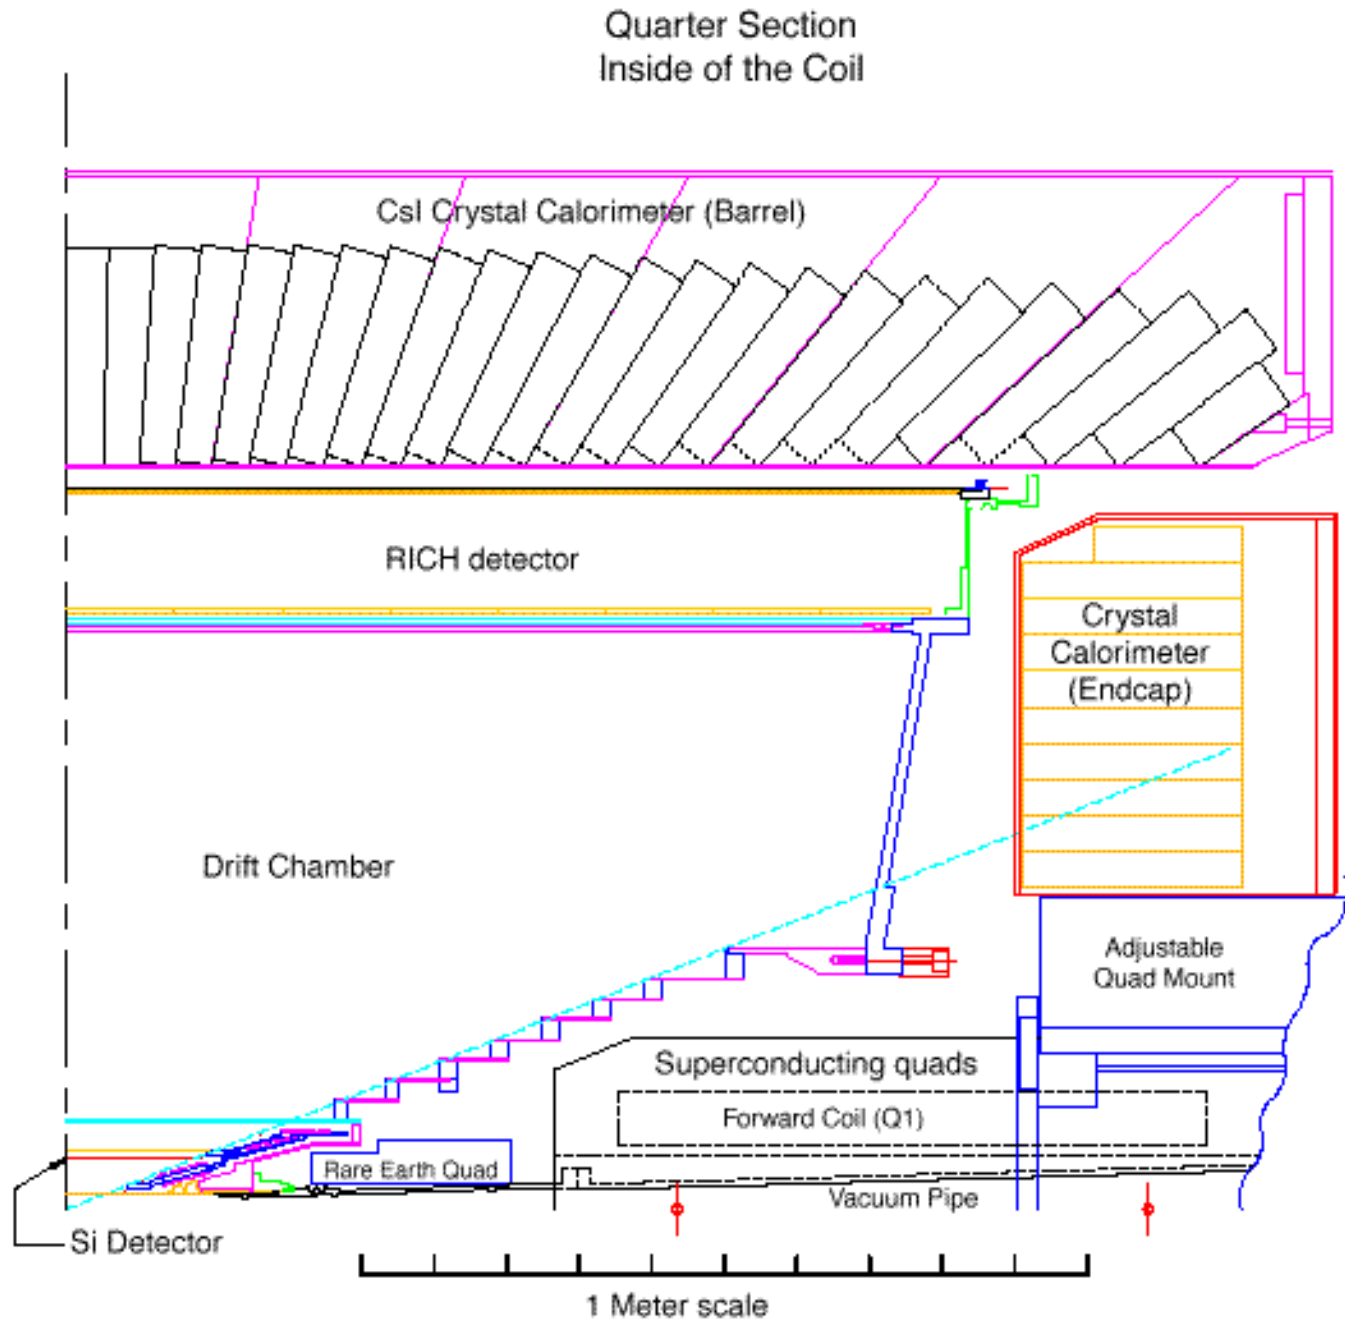 Quarter Section
Inside of the Coil
CsI Crystal Calorimeter (Barrel)
RICH detector
Crystal
Calorimeter
(Endcap)
Drift Chamber
Adjustable
Quad Mount
Superconducting quads
Forward Coil (Q1)
Rare Earth Quad
Vacuum Pipe
Si Detector
1 Meter scale